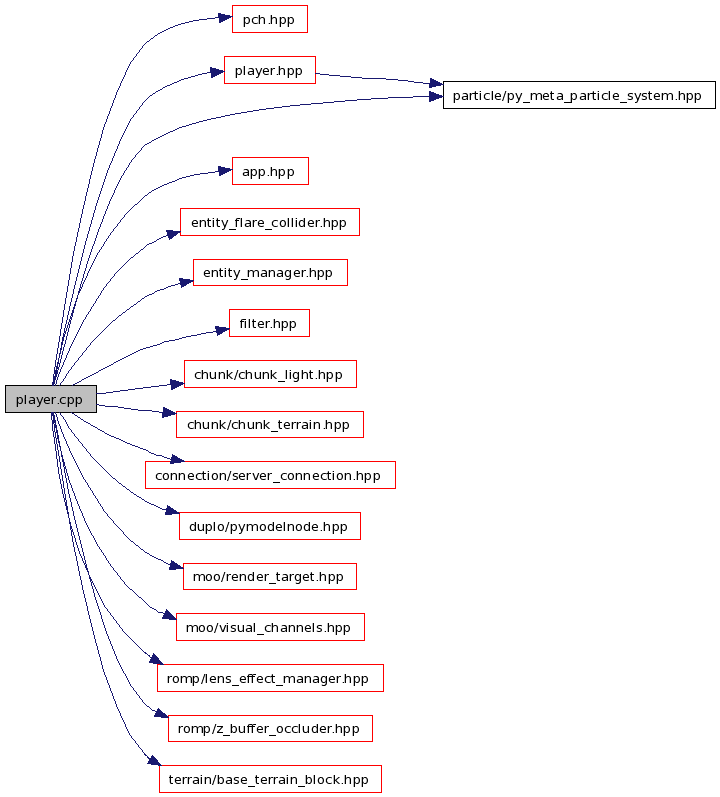 pch.hpp
player.hpp
particle/py_meta_particle_system.hpp
app.hpp
entity_flare_collider.hpp
entity_manager.hpp
filter.hpp
chunk/chunk_light.hpp
player.cpp
chunk/chunk_terrain.hpp
connection/server_connection.hpp
duplo/pymodelnode.hpp
moo/render_target.hpp
moo/visual_channels.hpp
romp/lens_effect_manager.hpp
romp/z_buffer_occluder.hpp
terrain/base_terrain_block.hpp